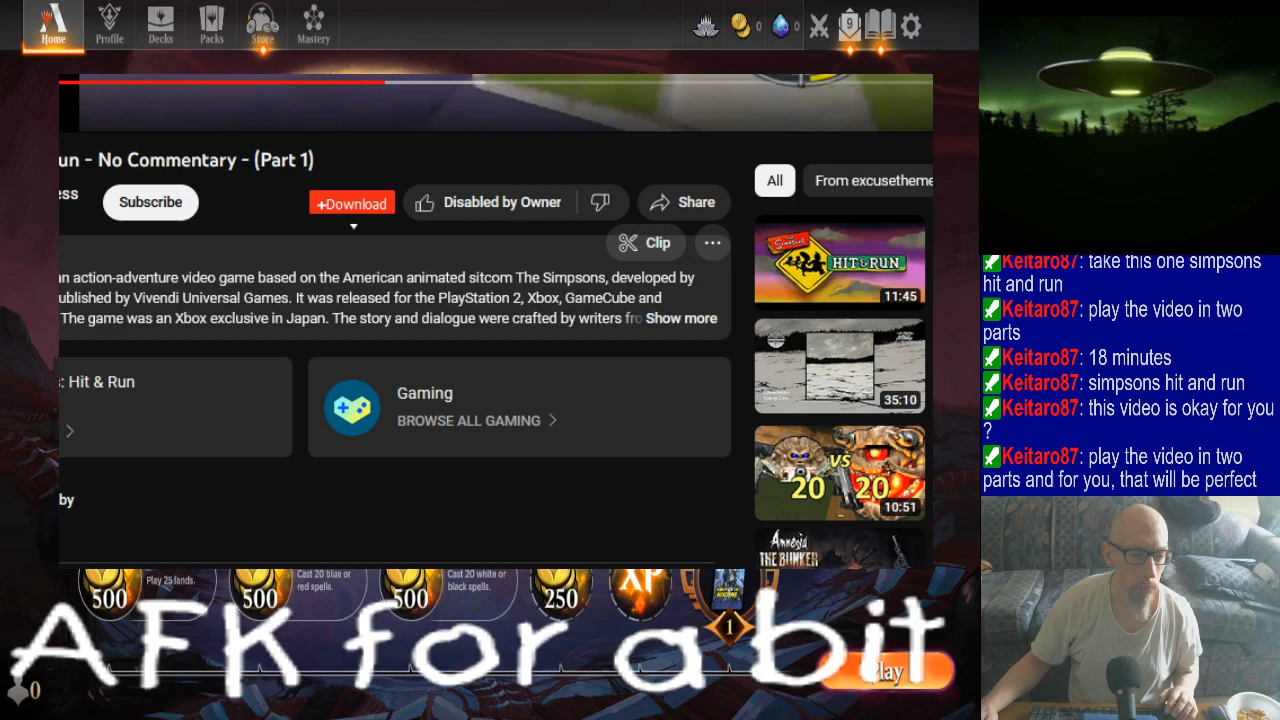 Home
Profile
Decks
Packs
Store
Mastery
0
0
9
un - No Commentary - (Part 1)
ess
Subscribe
+Download
Disabled by Owner
Share
Clip
...
an action-adventure video game based on the American animated sitcom The Simpsons, developed by
ublished by Vivendi Universal Games. It was released for the PlayStation 2, Xbox, GameCube and
The game was an Xbox exclusive in Japan. The story and dialogue were crafted by writers fro Show more
: Hit & Run
Gaming
BROWSE ALL GAMING
by
All
From excusetheme
The Simpsons
HIT & RUN
11:45
35:10
20 VS 20
10:51
Amnesia
THE BUNKER
Keitaro87: take this one simpsons
hit and run
Keitaro87: play the video in two
parts
Keitaro87: 18 minutes
Keitaro87: simpsons hit and run
Keitaro87: this video is okay for you
?
Keitaro87: play the video in two
parts and for you, that will be perfect
500
Play 25 lands.
500
Cast 20 blue or
red spells.
500
Cast 20 white or
black spells.
250
XP
1
AFK for a bit
Play
0